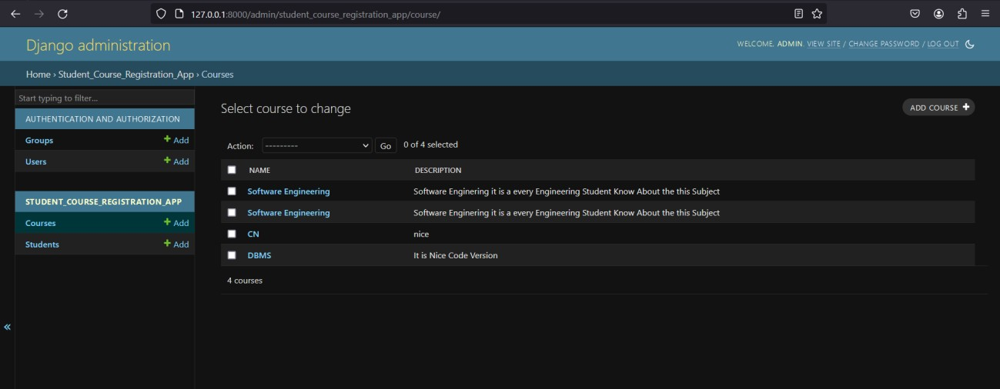 127.0.0.1:8000/admin/student_course_registration_app/course/
Django administration
WELCOME, ADMIN. VIEW SITE / CHANGE PASSWORD / LOG OUT
Home › Student_Course_Registration_App › Courses
Start typing to filter...
AUTHENTICATION AND AUTHORIZATION
Groups + Add
Users + Add
STUDENT_COURSE_REGISTRATION_APP
Courses + Add
Students + Add
«
Select course to change
ADD COURSE +
Action: --------- Go 0 of 4 selected
NAME DESCRIPTION
Software Engineering Software Enginering it is a every Engineering Student Know About the this Subject
Software Engineering Software Enginering it is a every Engineering Student Know About the this Subject
CN nice
DBMS It is Nice Code Version
4 courses